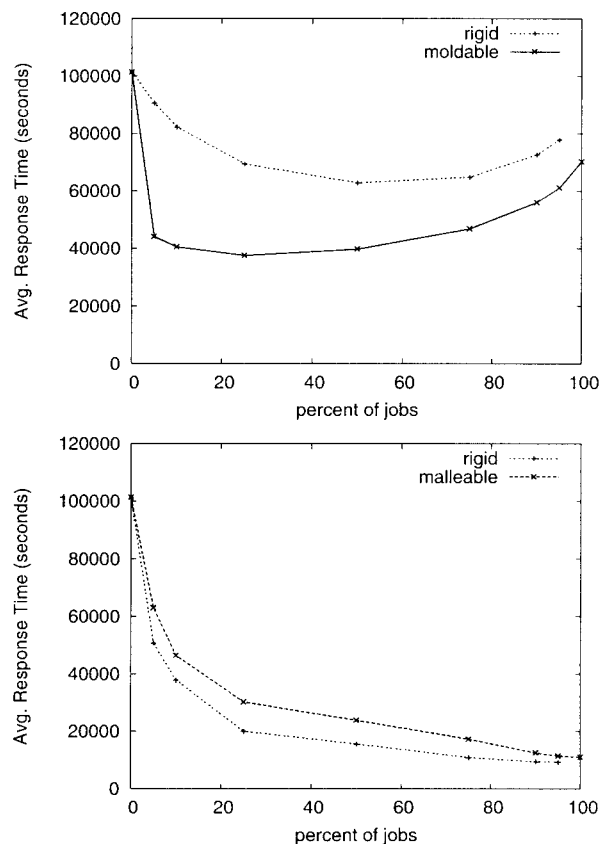 120000
100000
80000
60000
40000
20000
0
Avg. Response Time (seconds)
rigid
moldable
0 20 40 60 80 100
percent of jobs
120000
100000
80000
60000
40000
20000
0
Avg. Response Time (seconds)
rigid
malleable
0 20 40 60 80 100
percent of jobs